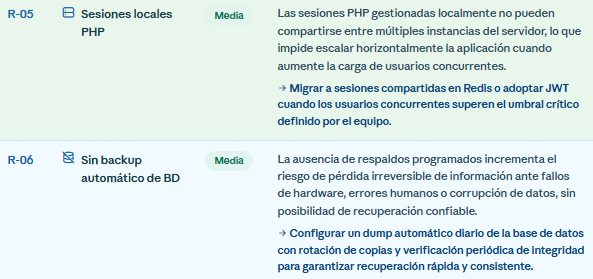 R-05
Sesiones locales
PHP
Media
Las sesiones PHP gestionadas localmente no pueden
compartirse entre múltiples instancias del servidor, lo que
impide escalar horizontalmente la aplicación cuando
aumente la carga de usuarios concurrentes.
→ Migrar a sesiones compartidas en Redis o adoptar JWT
cuando los usuarios concurrentes superen el umbral crítico
definido por el equipo.
R-06
Sin backup
automático de BD
Media
La ausencia de respaldos programados incrementa el
riesgo de pérdida irreversible de información ante fallos
de hardware, errores humanos o corrupción de datos, sin
posibilidad de recuperación confiable.
→ Configurar un dump automático diario de la base de datos
con rotación de copias y verificación periódica de integridad
para garantizar recuperación rápida y consistente.